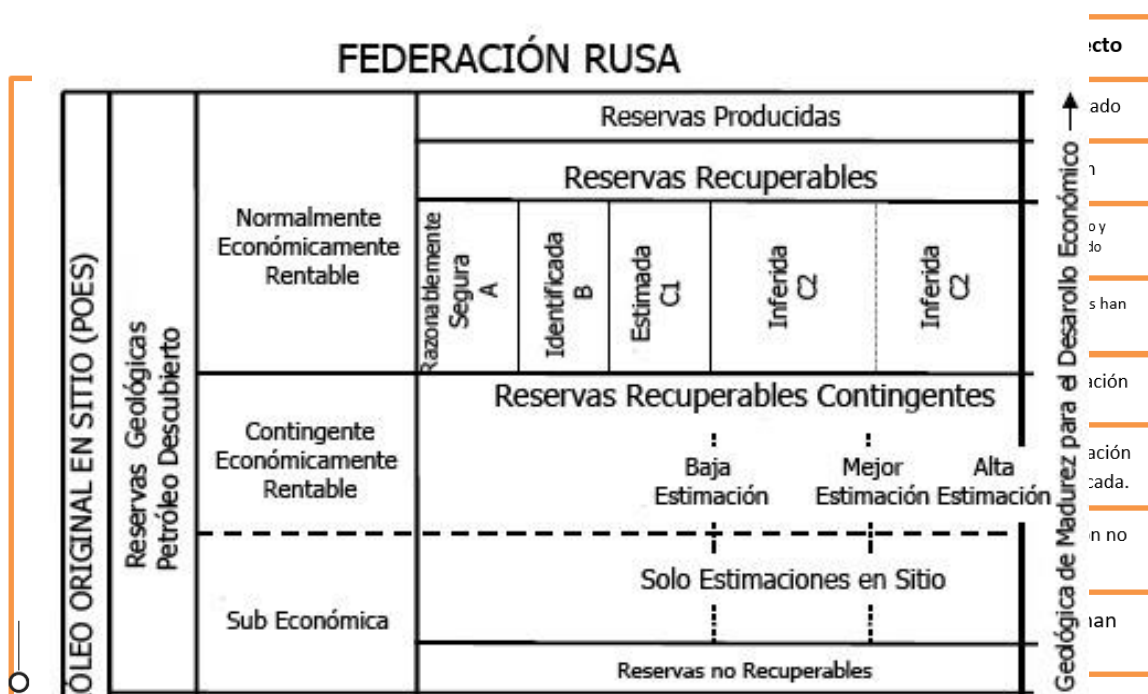 FEDERACIÓN RUSA
ÓLEO ORIGINAL EN SITIO (POES)
Reservas Geológicas
Petróleo Descubierto
Normalmente
Económicamente
Rentable
Reservas Producidas
Reservas Recuperables
Razonablemente
Segura
A
Identificada
B
Estimada
C1
Inferida
C2
Inferida
C2
Contingente
Económicamente
Rentable
Reservas Recuperables Contingentes
Baja
Estimación
Mejor
Estimación
Alta
Estimación
Sub Económica
Solo Estimaciones en Sitio
Reservas no Recuperables
Geológica de Madurez para el Desarollo Económico
ecto
ado
n
o y
do
s han
ación
ación
cada.
n no
han